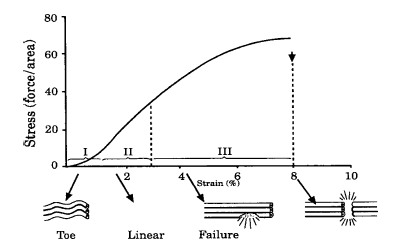 80
60
40
20
0
Stress (force/area)
I II III
2 4 6 8 10
Strain (%)
Toe Linear Failure